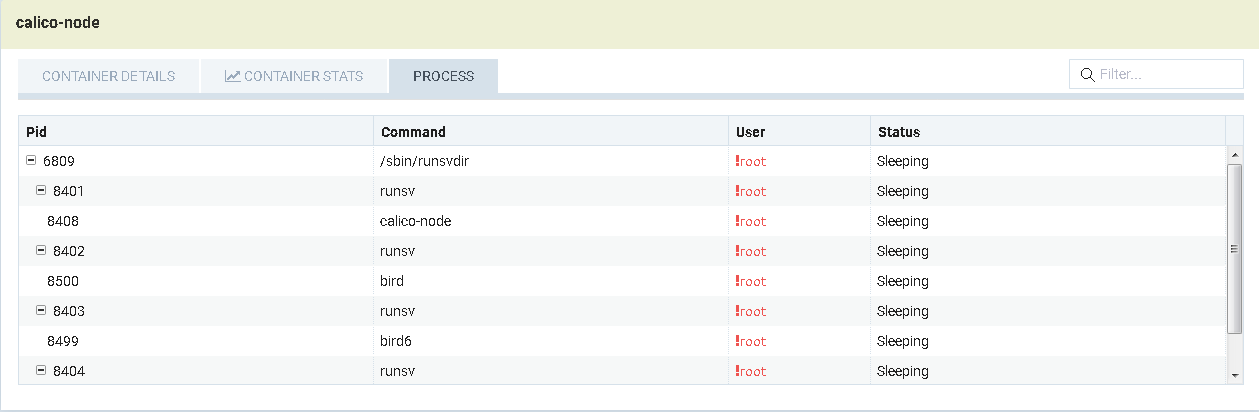 calico-node
CONTAINER DETAILS CONTAINER STATS PROCESS Filter...
Pid Command User Status
6809 /sbin/runsvdir !root Sleeping
8401 runsv !root Sleeping
8408 calico-node !root Sleeping
8402 runsv !root Sleeping
8500 bird !root Sleeping
8403 runsv !root Sleeping
8499 bird6 !root Sleeping
8404 runsv !root Sleeping